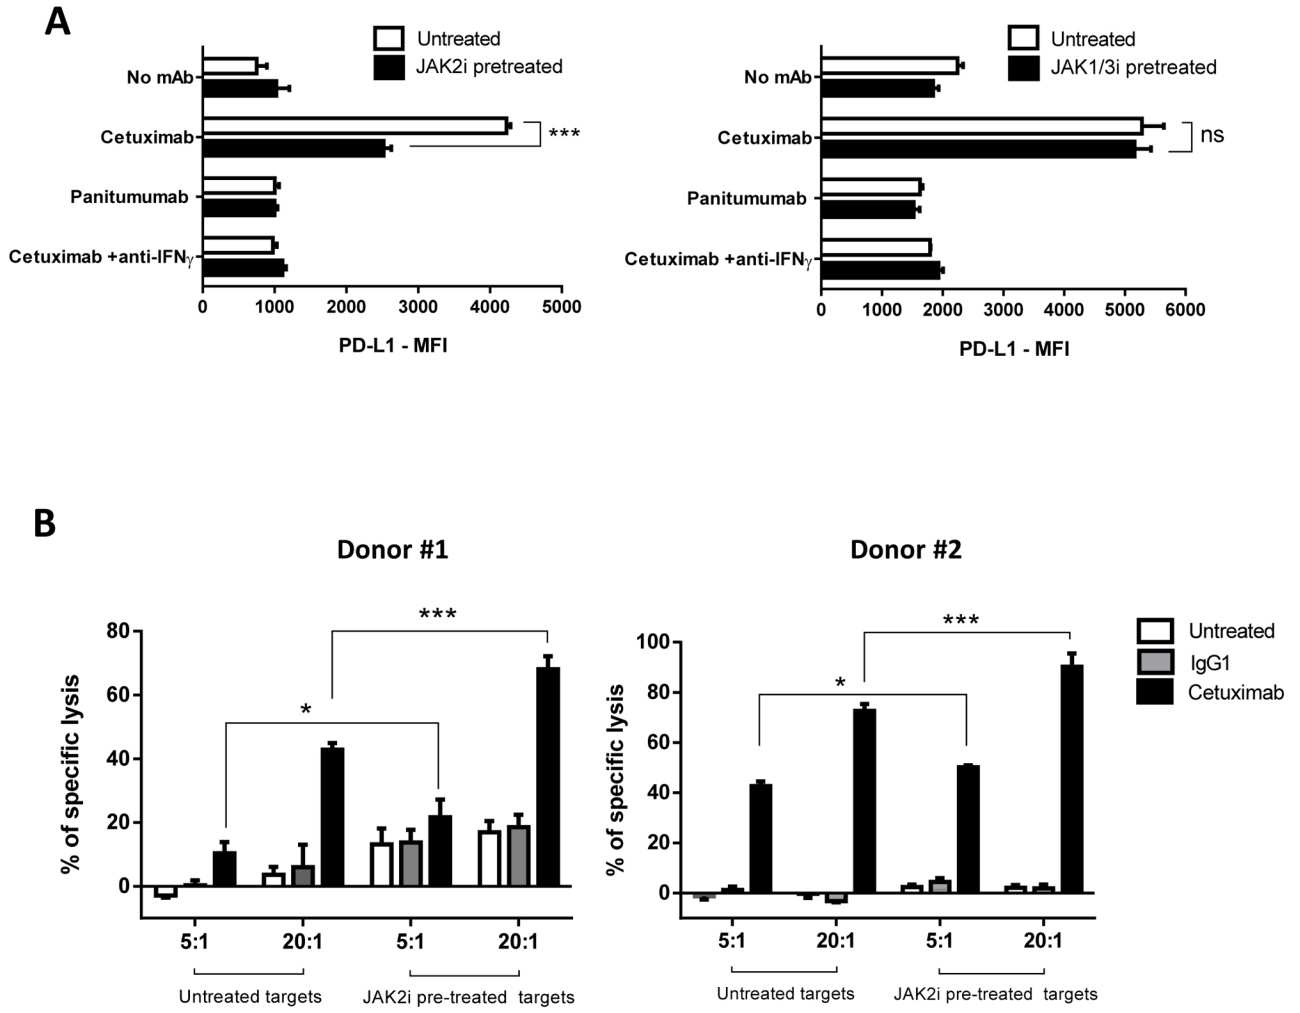 A
Untreated
JAK2i pretreated
No mAb
Cetuximab
Panitumumab
Cetuximab +anti-IFNγ
***
0 1000 2000 3000 4000 5000
PD-L1 - MFI
Untreated
JAK1/3i pretreated
No mAb
Cetuximab
Panitumumab
Cetuximab +anti-IFNγ
ns
0 1000 2000 3000 4000 5000 6000
PD-L1 - MFI
B
Donor #1
% of specific lysis
80
60
40
20
0
***
*
5:1 20:1 5:1 20:1
Untreated targets JAK2i pre-treated targets
Donor #2
% of specific lysis
100
80
60
40
20
0
***
*
5:1 20:1 5:1 20:1
Untreated targets JAK2i pre-treated targets
Untreated
IgG1
Cetuximab